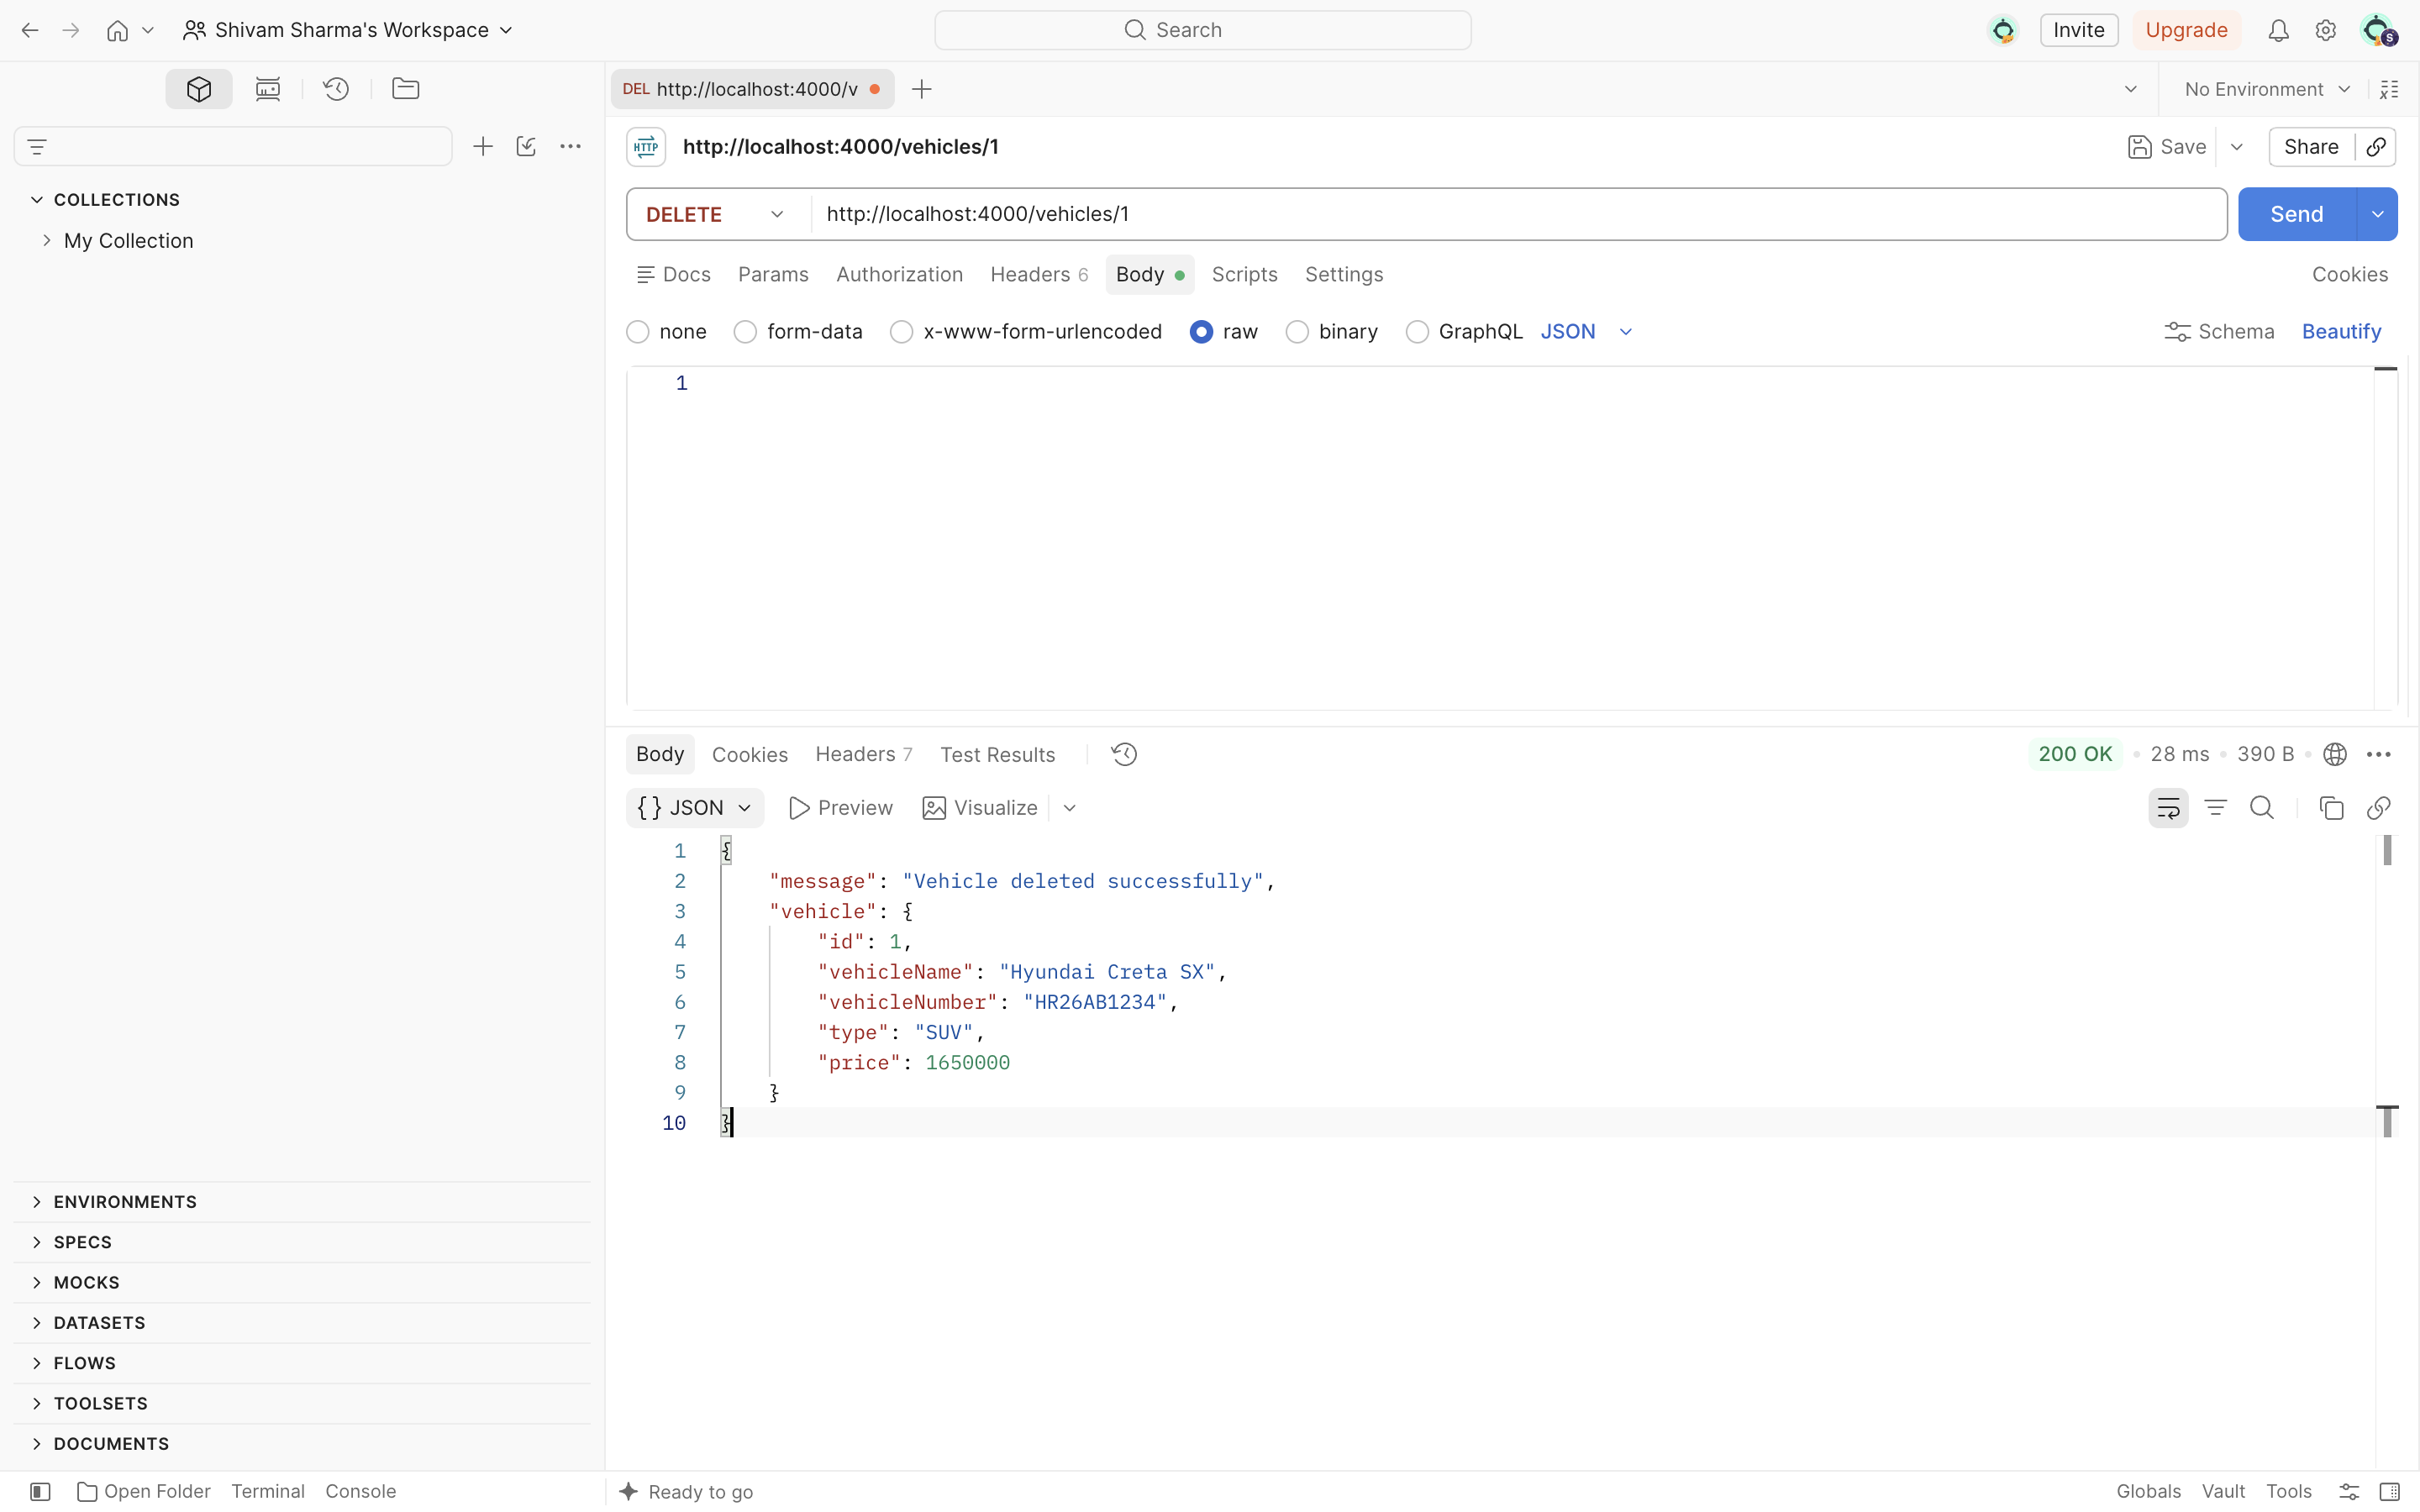 Shivam Sharma's Workspace
Search
Invite
Upgrade
S
DEL http://localhost:4000/v
No Environment
COLLECTIONS
My Collection
HTTP
http://localhost:4000/vehicles/1
Save
Share
DELETE
http://localhost:4000/vehicles/1
Send
Docs Params Authorization Headers 6 Body Scripts Settings Cookies
none form-data x-www-form-urlencoded raw binary GraphQL JSON Schema Beautify
1
Body Cookies Headers 7 Test Results 200 OK 28 ms 390 B
{} JSON Preview Visualize
1 {
2 "message": "Vehicle deleted successfully",
3 "vehicle": {
4 "id": 1,
5 "vehicleName": "Hyundai Creta SX",
6 "vehicleNumber": "HR26AB1234",
7 "type": "SUV",
8 "price": 1650000
9 }
10 }
ENVIRONMENTS
SPECS
MOCKS
DATASETS
FLOWS
TOOLSETS
DOCUMENTS
Open Folder Terminal Console Ready to go Globals Vault Tools